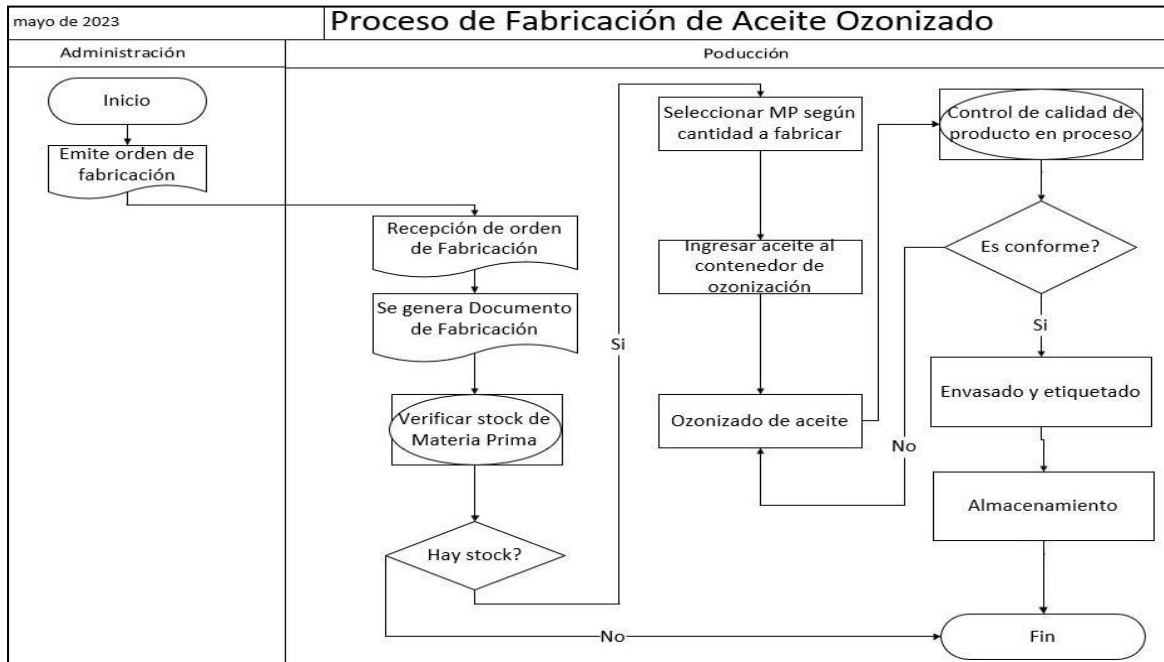 mayo de 2023
Proceso de Fabricación de Aceite Ozonizado
Administración
Poducción
Inicio
Emite orden de
fabricación
Recepción de orden
de Fabricación
Se genera Documento
de Fabricación
Verificar stock de
Materia Prima
Hay stock?
Si
No
Seleccionar MP según
cantidad a fabricar
Ingresar aceite al
contenedor de
ozonización
Ozonizado de aceite
Control de calidad de
producto en proceso
Es conforme?
Si
No
Envasado y etiquetado
Almacenamiento
Fin